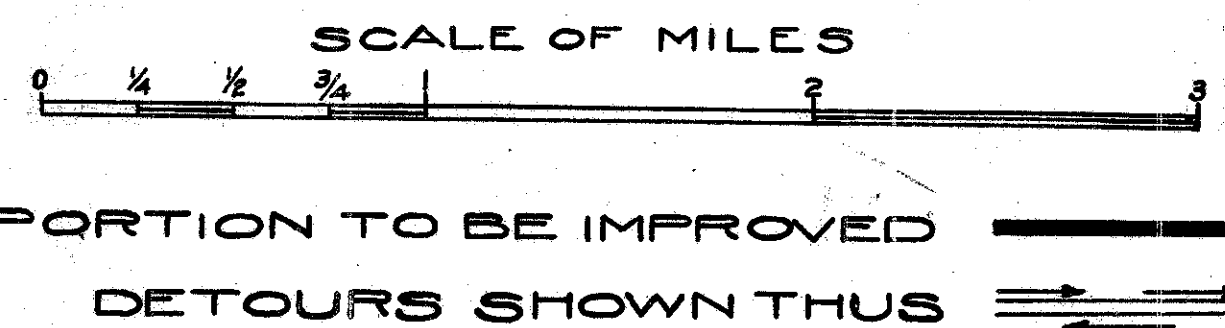 SCALE OF MILES
0 ¼ ½ ¾ 1 2 3
PORTION TO BE IMPROVED
DETOURS SHOWN THUS